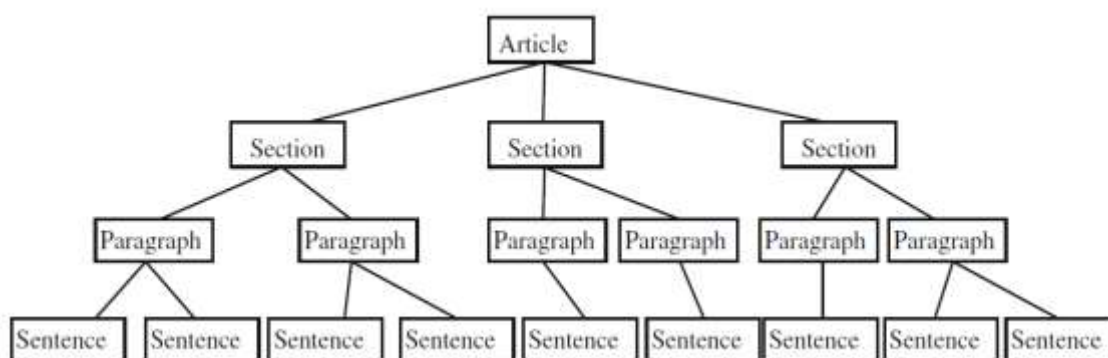 Article
Section Section Section
Paragraph Paragraph Paragraph Paragraph Paragraph Paragraph
Sentence Sentence Sentence Sentence Sentence Sentence Sentence Sentence Sentence